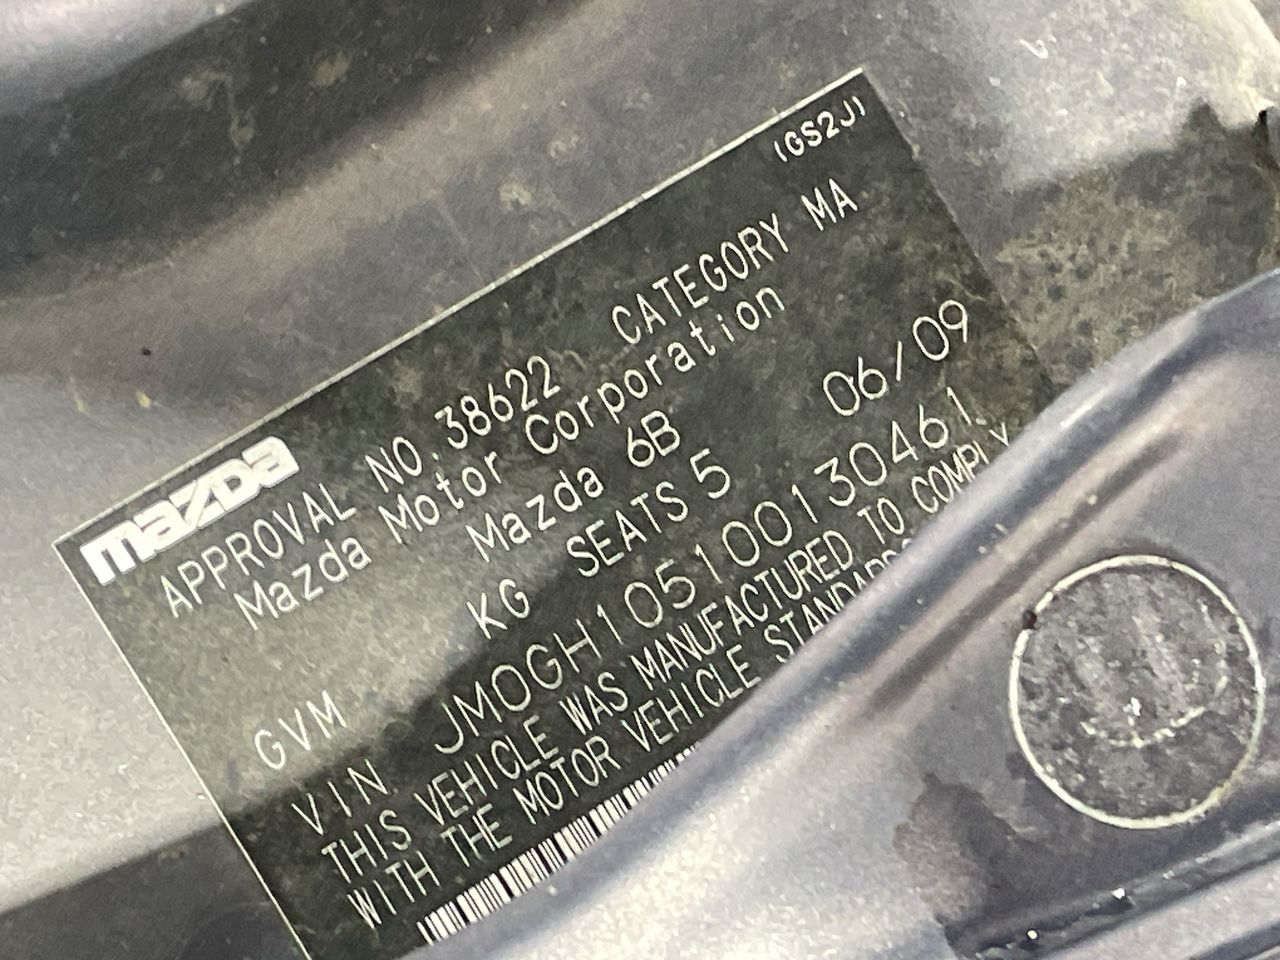 (GS2J)
mazda
APPROVAL NO.38622 CATEGORY MA
Mazda Motor Corporation
Mazda 6B 06/09
GVM KG SEATS 5
VIN JM0GH105100130461
THIS VEHICLE WAS MANUFACTURED TO COMPLY
WITH THE MOTOR VEHICLE